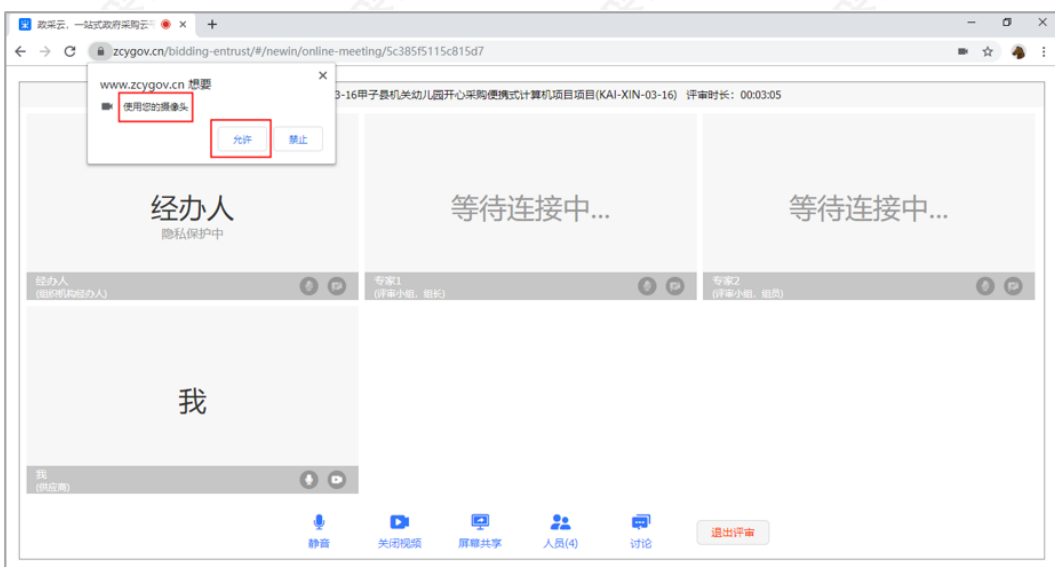 政采云，一站式政府采购云平
zcygov.cn/bidding-entrust/#/newin/online-meeting/5c385f5115c815d7
www.zcygov.cn 想要
使用您的摄像头
允许 禁止
3-16甲子县机关幼儿园开心采购便携式计算机项目项目(KAI-XIN-03-16) 评审时长：00:03:05
经办人
隐私保护中
等待连接中...
等待连接中...
经办人
(组织机构经办人)
专家1
(评审小组，组长)
专家2
(评审小组，组员)
我
我
(供应商)
静音 关闭视频 屏幕共享 人员(4) 讨论 退出评审